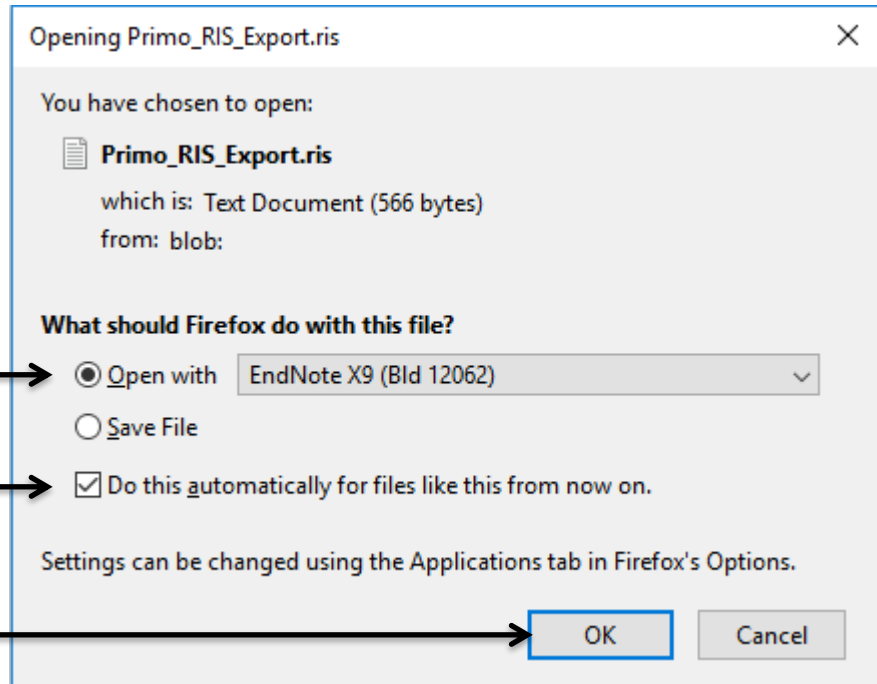 Opening Primo_RIS_Export.ris
You have chosen to open:
Primo_RIS_Export.ris
which is: Text Document (566 bytes)
from: blob:
What should Firefox do with this file?
Open with EndNote X9 (Bld 12062)
Save File
Do this automatically for files like this from now on.
Settings can be changed using the Applications tab in Firefox's Options.
OK Cancel